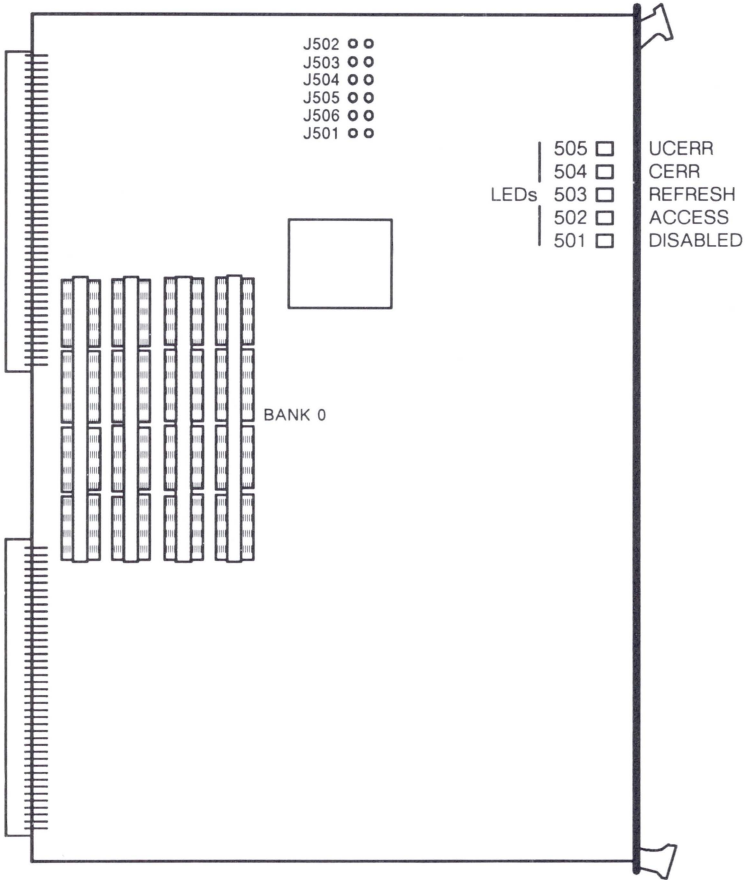 J502
J503
J504
J505
J506
J501
505 UCERR
504 CERR
LEDs 503 REFRESH
502 ACCESS
501 DISABLED
BANK 0